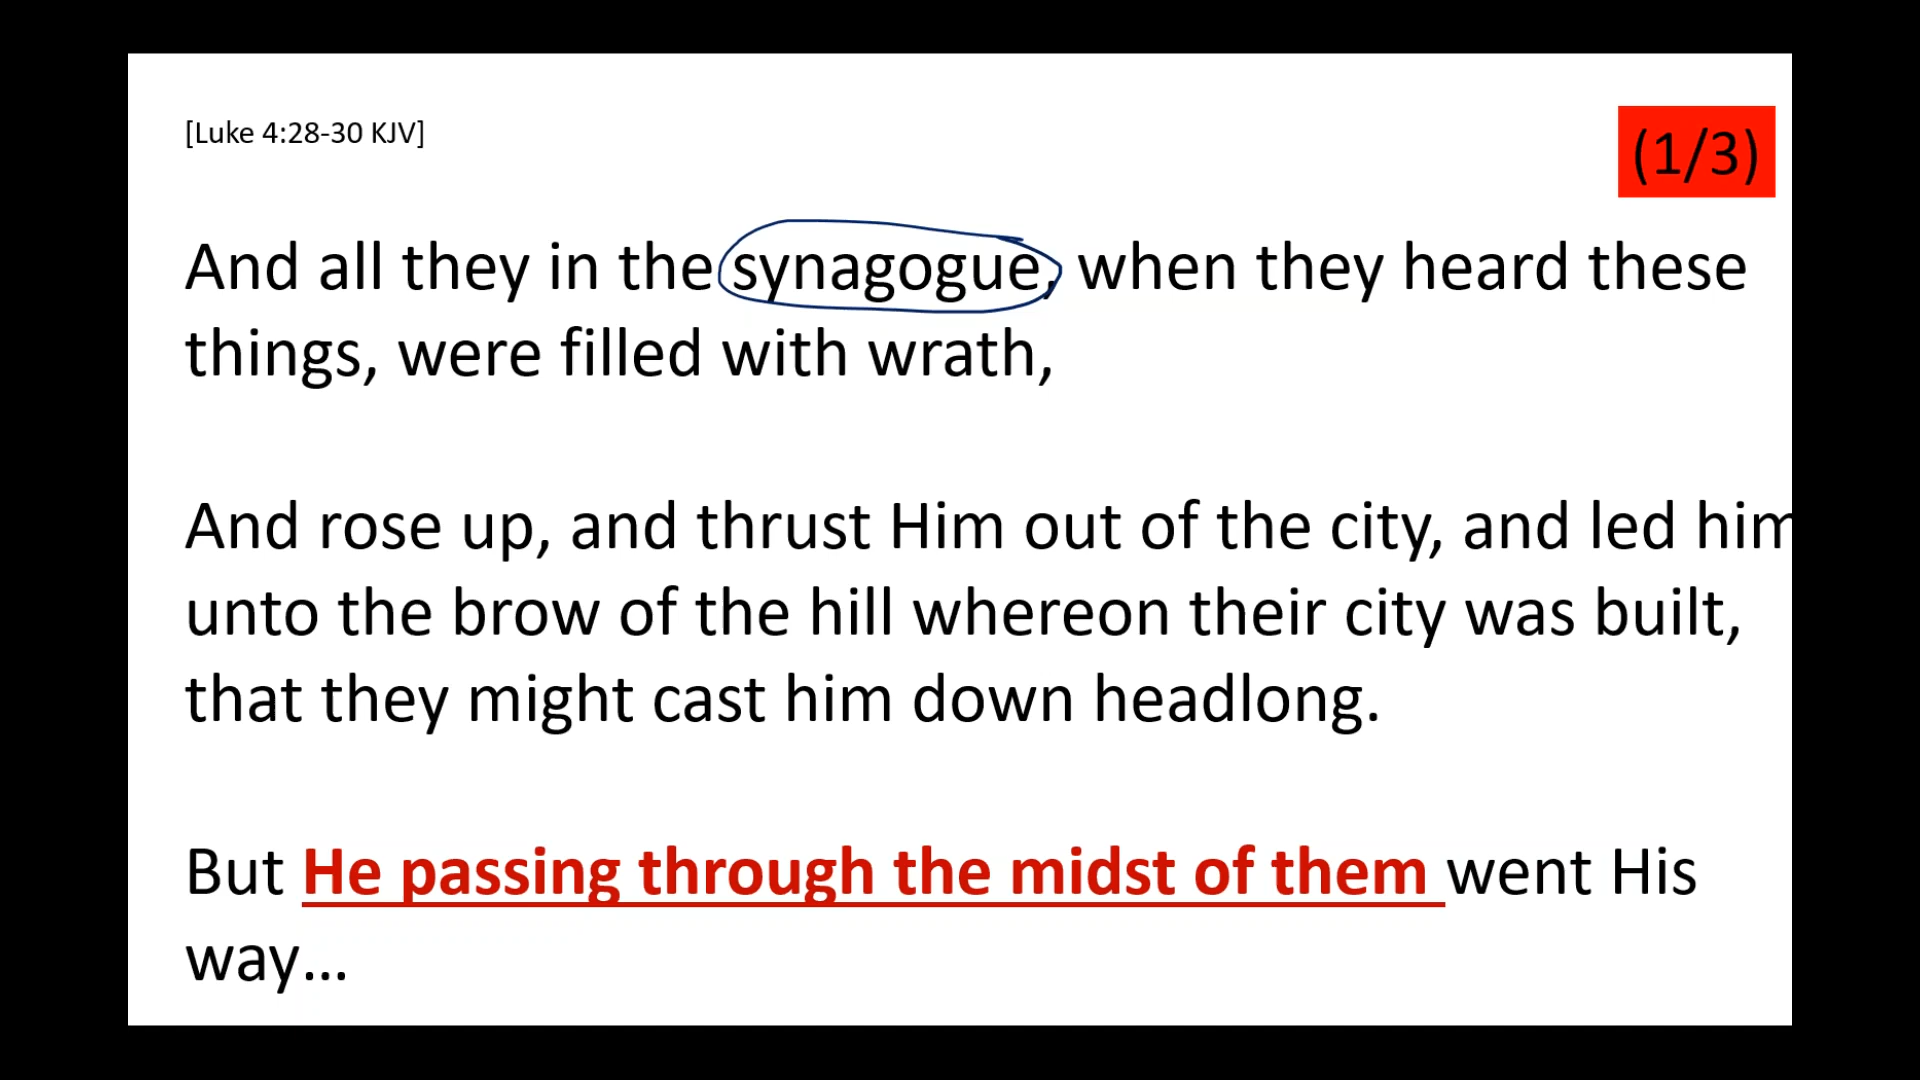 [Luke 4:28-30 KJV]
(1/3)
And all they in the synagogue, when they heard these
things, were filled with wrath,
And rose up, and thrust Him out of the city, and led him
unto the brow of the hill whereon their city was built,
that they might cast him down headlong.
But He passing through the midst of them went His
way...